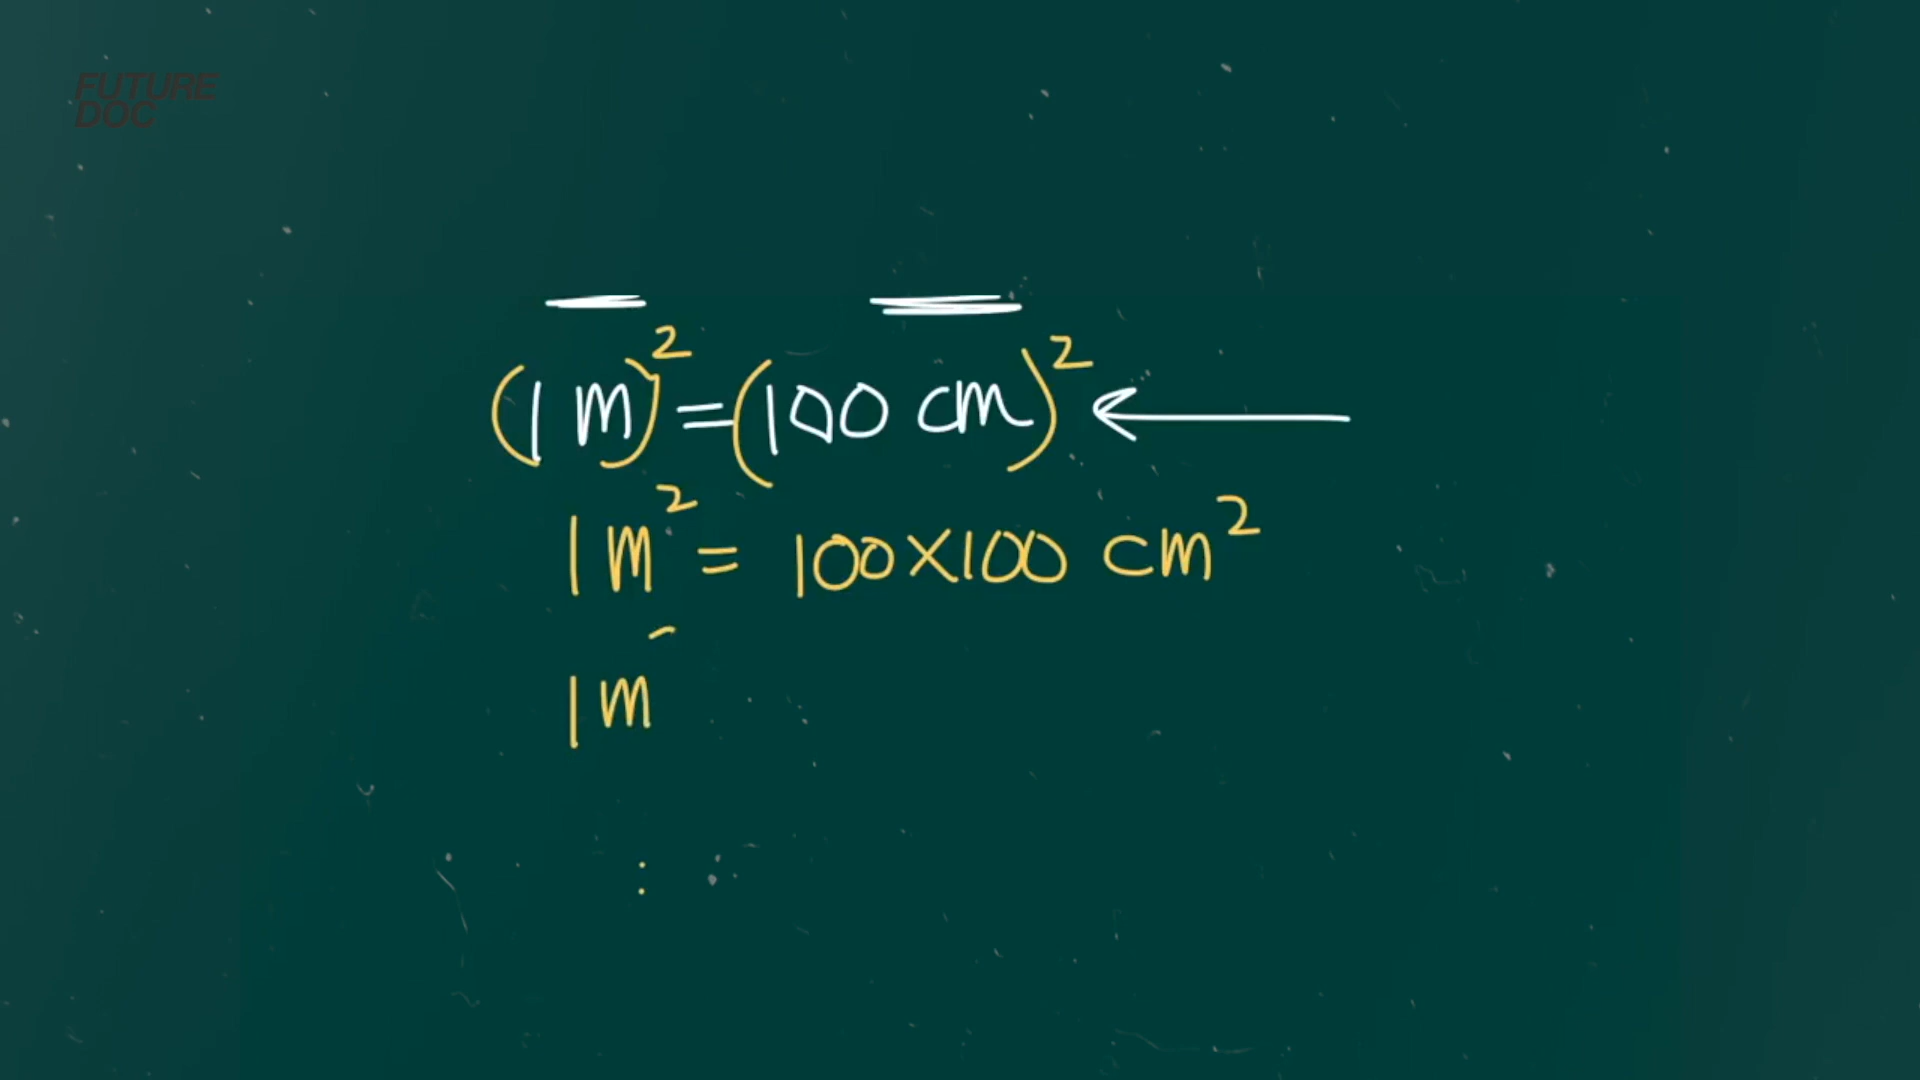 FUTURE
DOC
(1 m)² = (100 cm)²
1 m² = 100×100 cm²
1 m